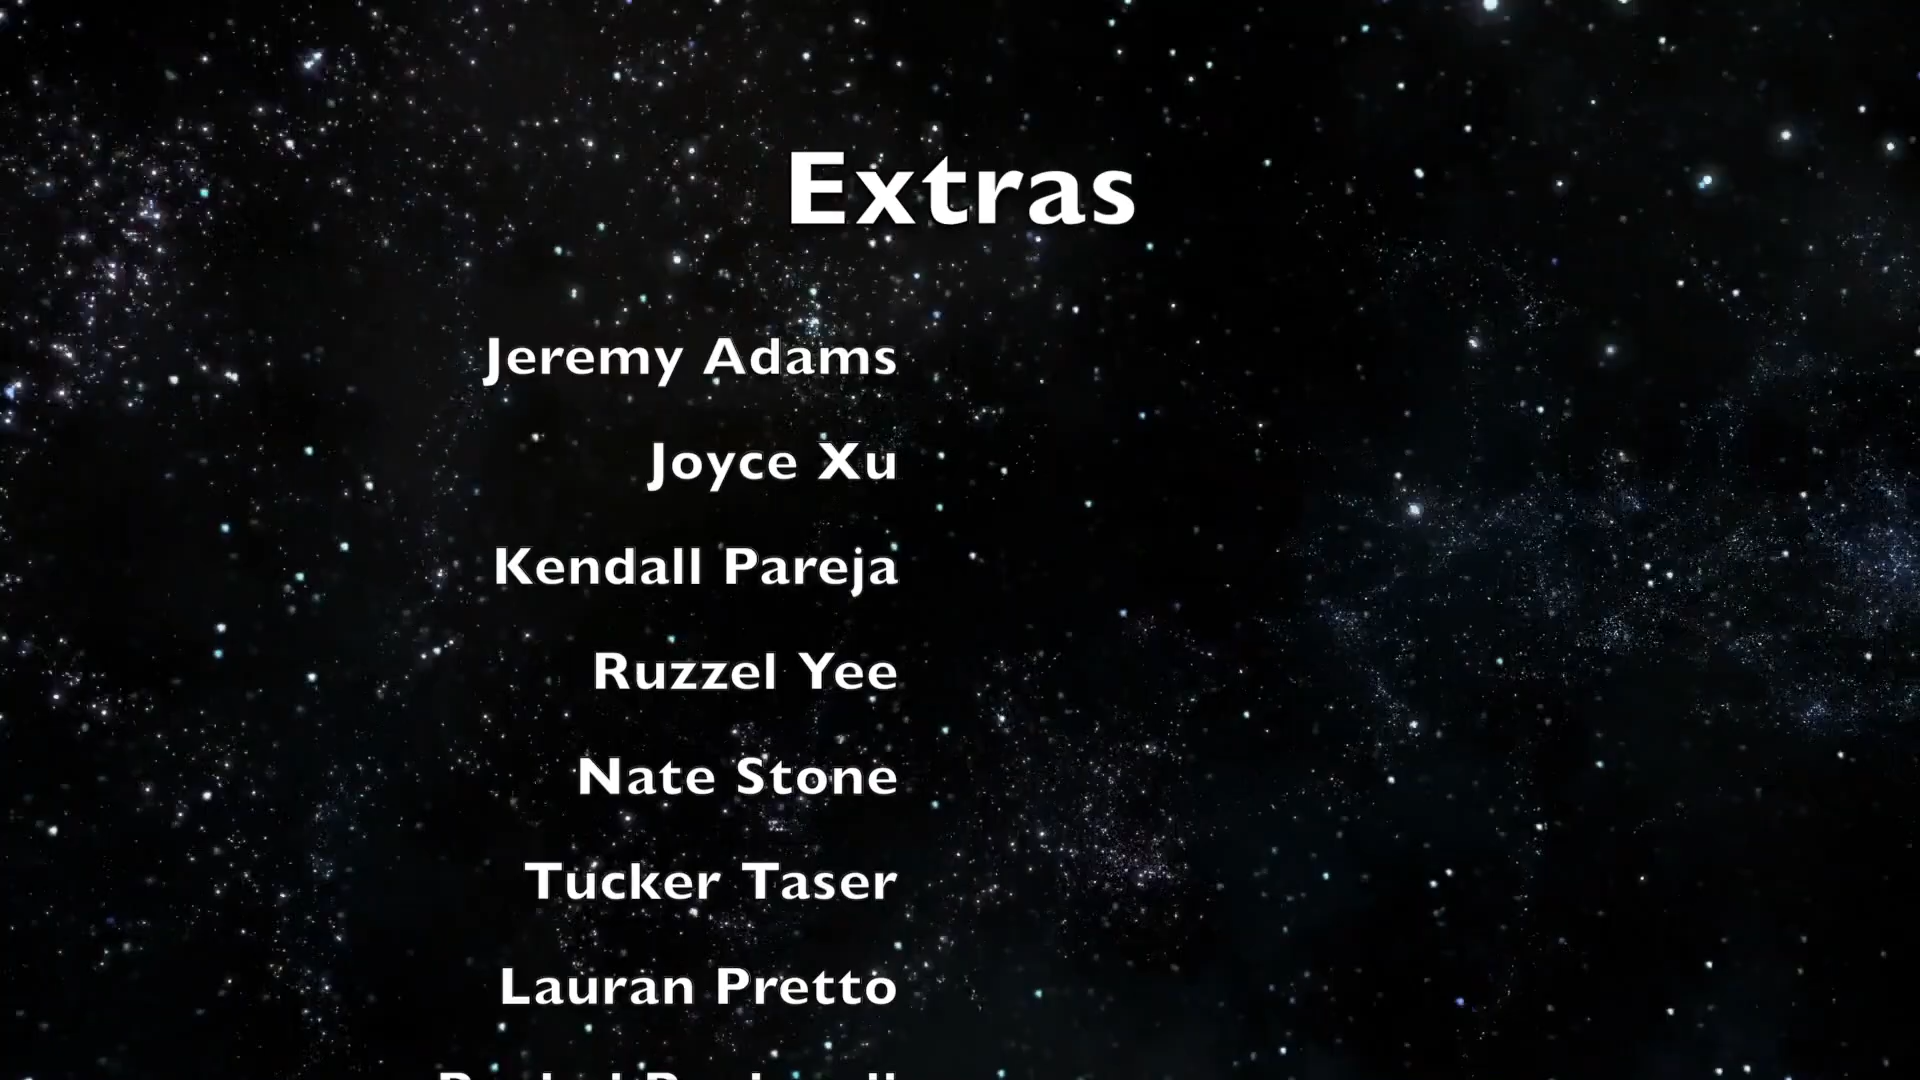 Extras
Jeremy Adams
Joyce Xu
Kendall Pareja
Ruzzel Yee
Nate Stone
Tucker Taser
Lauran Pretto